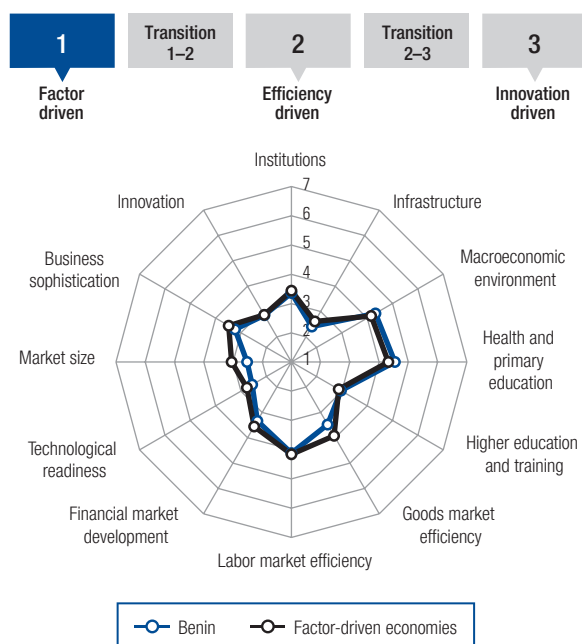 1
Transition
1–2
2
Transition
2–3
3
Factor
driven
Efficiency
driven
Innovation
driven
Institutions
7
6
5
4
3
2
1
Infrastructure
Macroeconomic
environment
Health and
primary
education
Higher education
and training
Goods market
efficiency
Labor market efficiency
Financial market
development
Technological
readiness
Market size
Business
sophistication
Innovation
Benin
Factor-driven economies